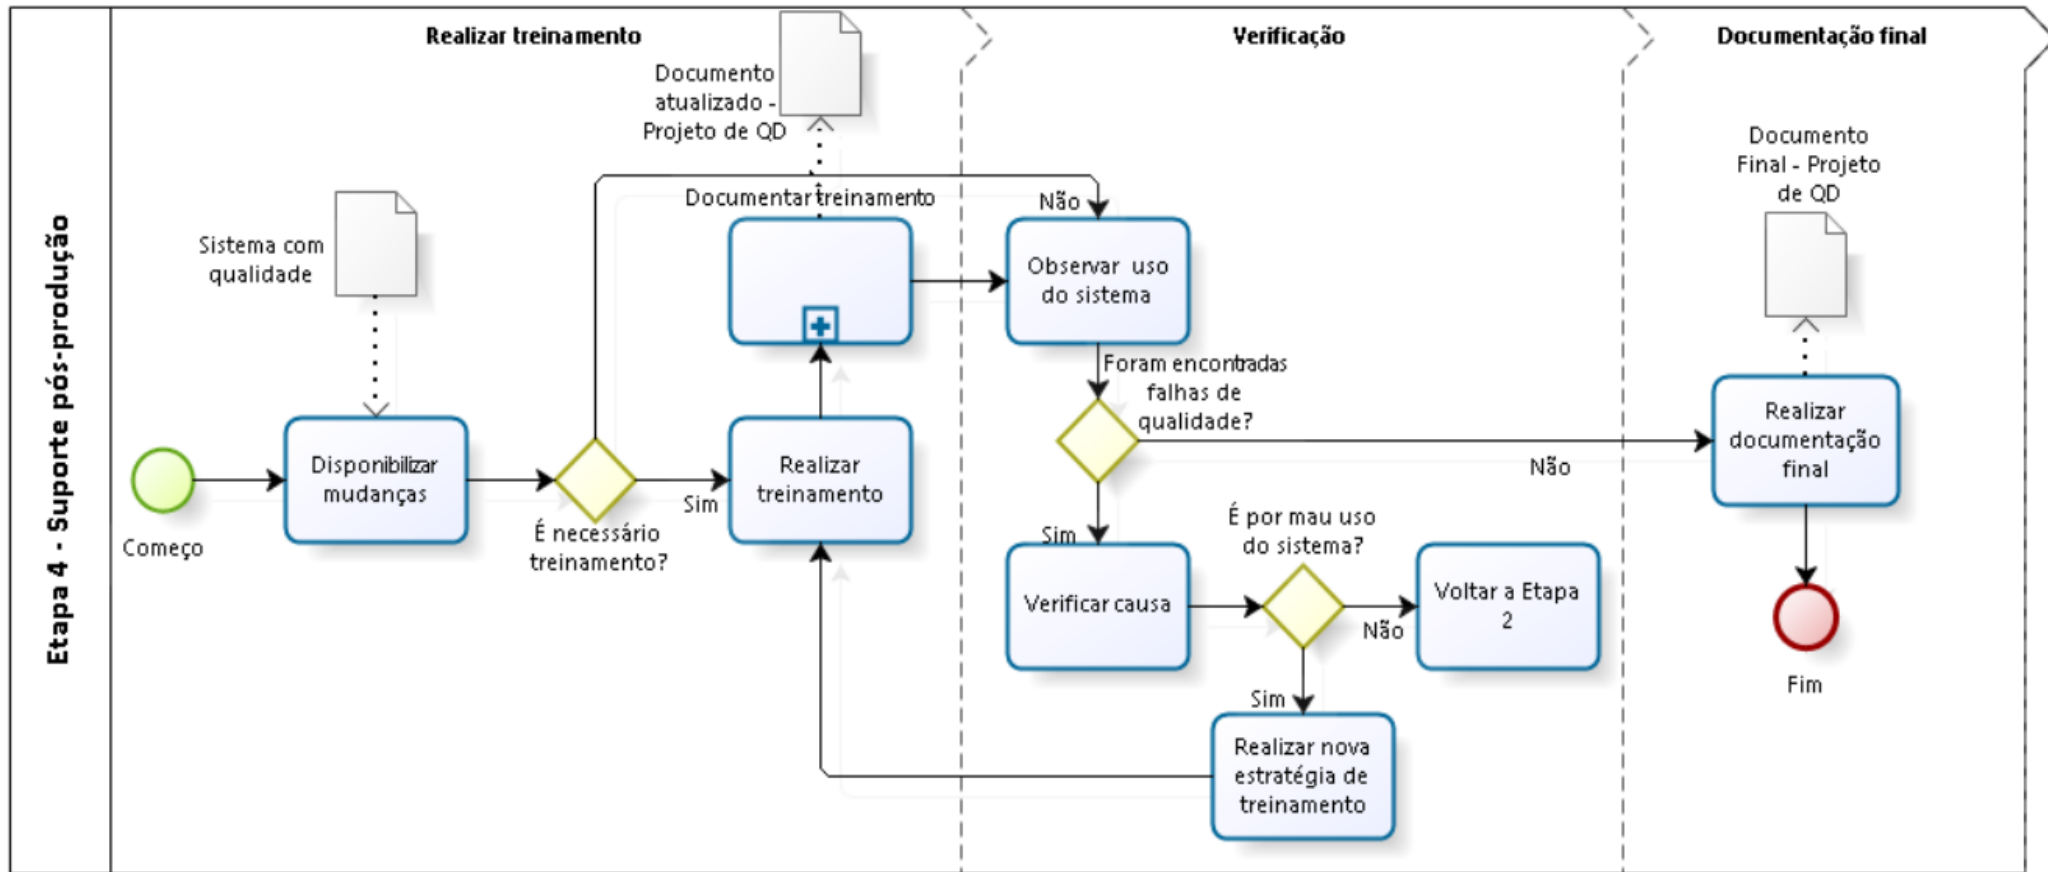 Etapa 4 - Suporte pós-produção
Realizar treinamento
Verificação
Documentação final
Documento
atualizado -
Projeto de QD
Sistema com
qualidade
Documentar treinamento
Não
Observar uso
do sistema
Documento
Final - Projeto
de QD
Começo
Disponibilizar
mudanças
É necessário
treinamento?
Sim
Realizar
treinamento
Foram encontradas
falhas de
qualidade?
Não
Sim
Realizar
documentação
final
Verificar causa
É por mau uso
do sistema?
Não
Voltar a Etapa
2
Sim
Realizar nova
estratégia de
treinamento
Fim